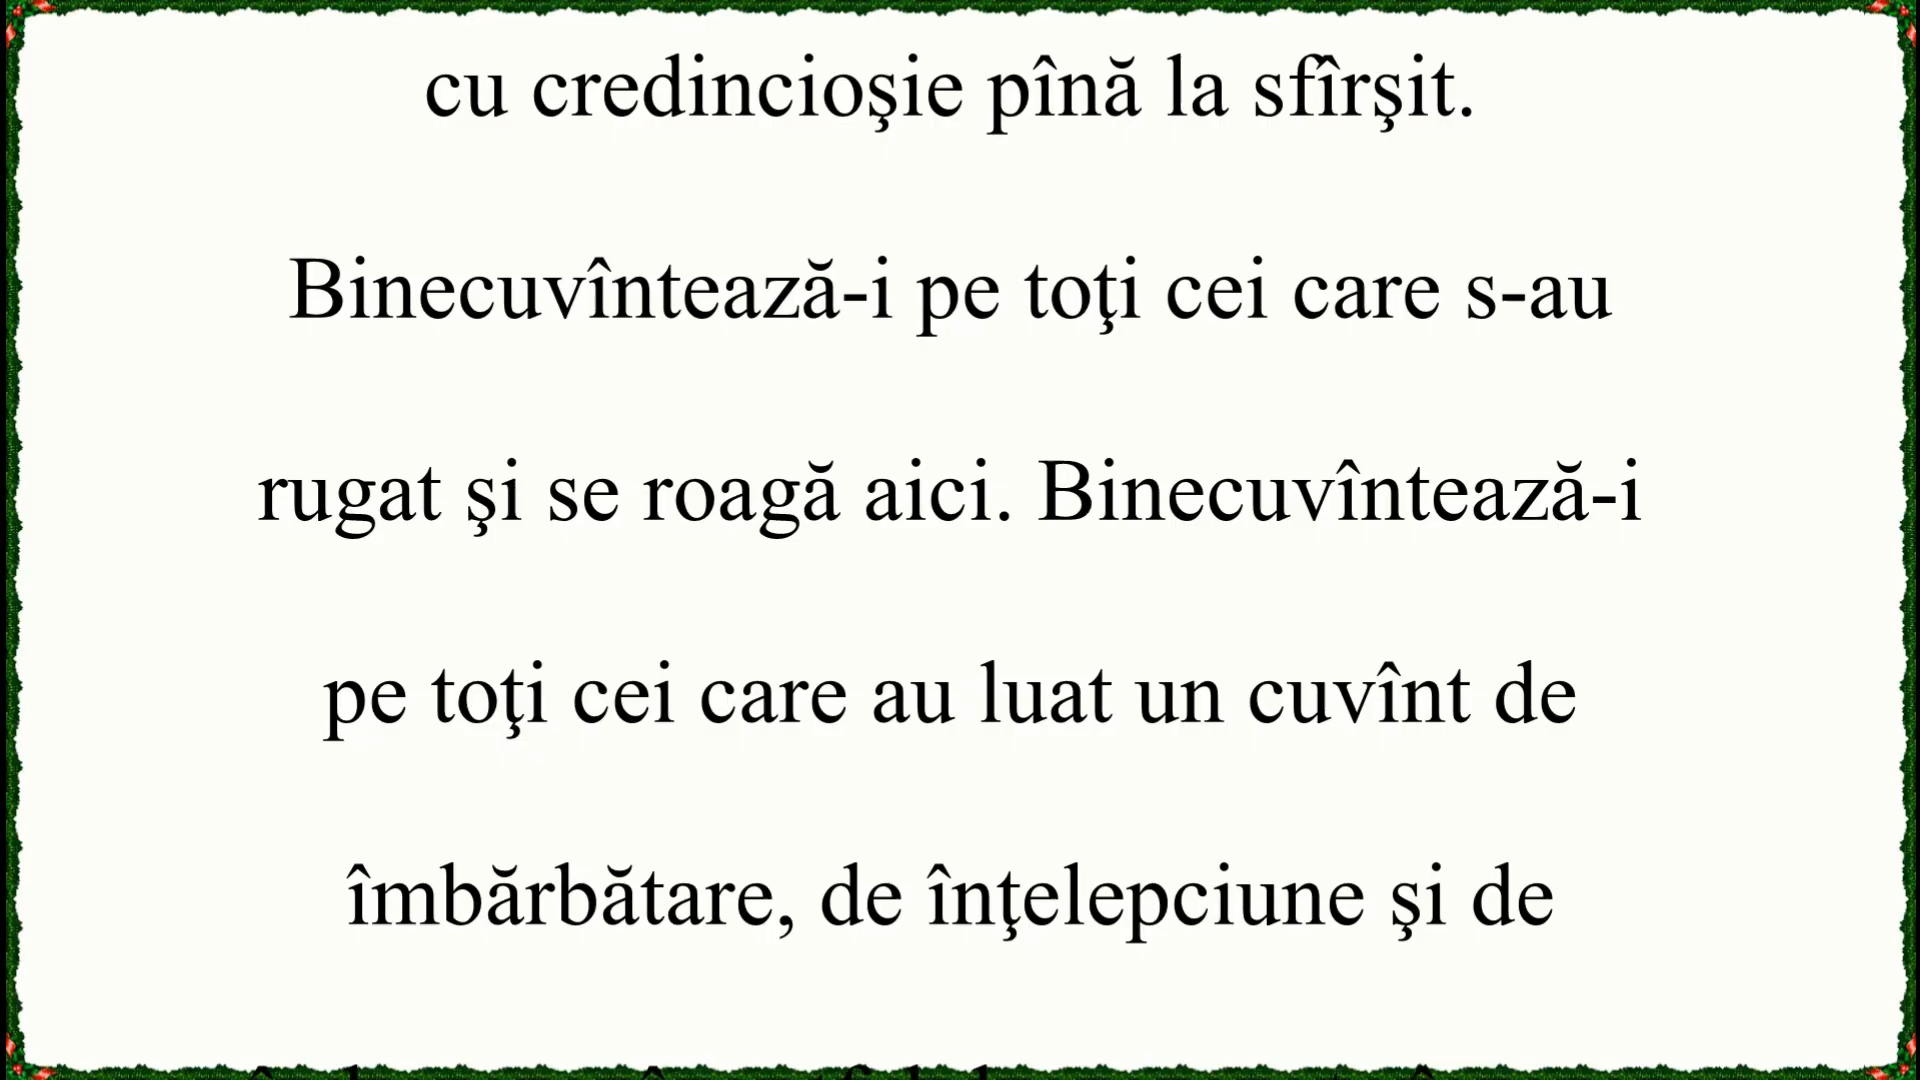 cu credincioşie pînă la sfîrşit.
Binecuvîntează-i pe toţi cei care s-au
rugat şi se roagă aici. Binecuvîntează-i
pe toţi cei care au luat un cuvînt de
îmbărbătare, de înţelepciune şi de